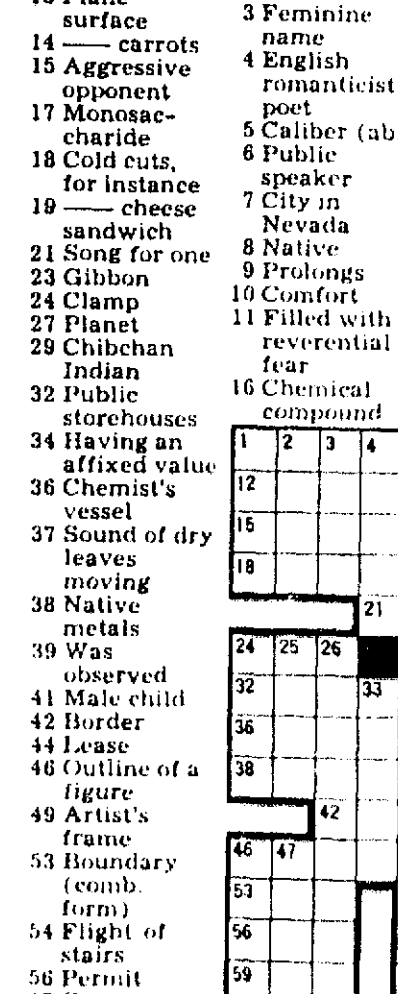 surface
14 —— carrots
15 Aggressive
opponent
17 Monosac-
charide
18 Cold cuts,
for instance
19 —— cheese
sandwich
21 Song for one
23 Gibbon
24 Clamp
27 Planet
29 Chibchan
Indian
32 Public
storehouses
34 Having an
affixed value
36 Chemist's
vessel
37 Sound of dry
leaves
moving
38 Native
metals
39 Was
observed
41 Male child
42 Border
44 Lease
46 Outline of a
figure
49 Artist's
frame
53 Boundary
(comb.
form)
54 Flight of
stairs
56 Permit
3 Feminine
name
4 English
romanticist
poet
5 Caliber (ab
6 Public
speaker
7 City in
Nevada
8 Native
9 Prolongs
10 Comfort
11 Filled with
reverential
fear
16 Chemical
compound
1 2 3 4
12
15
18
21
24 25 26
32 33
36
38
42
46 47
53
56
59